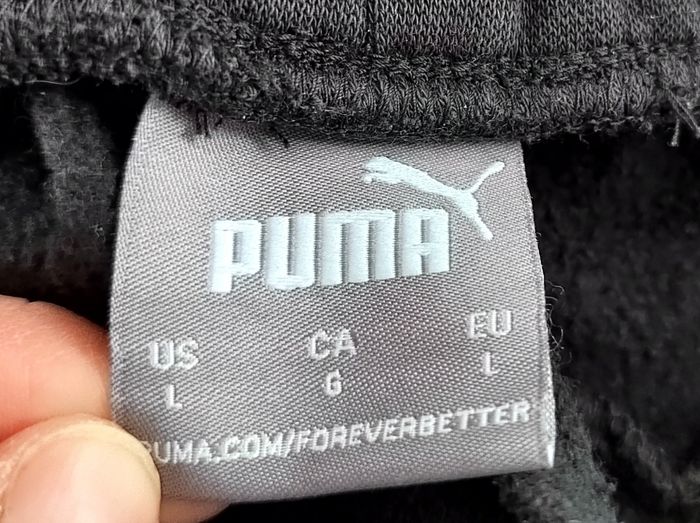 PUMA
US CA EU
L G L
PUMA.COM/FOREVERBETTER